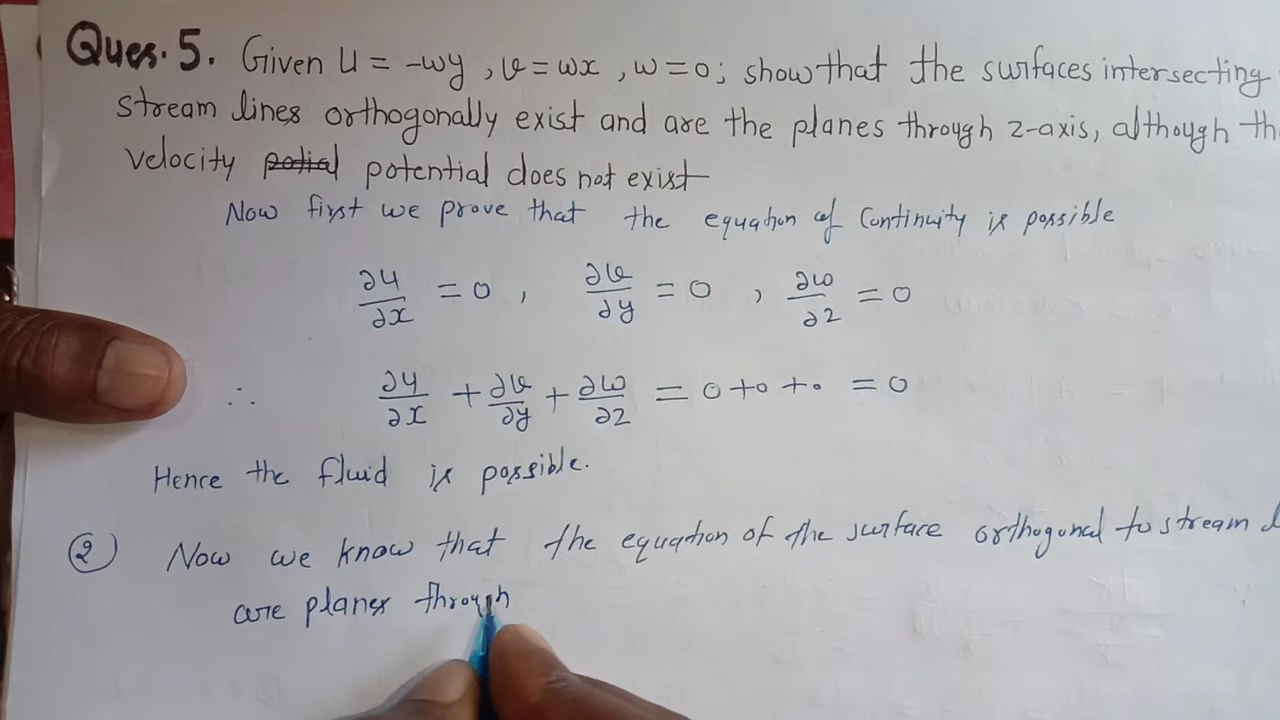 Ques. 5. Given u = -wy , v = wx , w = 0 ; show that the surfaces intersecting
stream lines orthogonally exist and are the planes through z-axis, although th
velocity potential does not exist
Now first we prove that the equation of Continuity is possible
∂u/∂x = 0 , ∂v/∂y = 0 , ∂w/∂z = 0
∴ ∂u/∂x + ∂v/∂y + ∂w/∂z = 0 + 0 + 0 = 0
Hence the fluid is possible.
② Now we know that the equation of the surface orthogonal to stream
are planes through